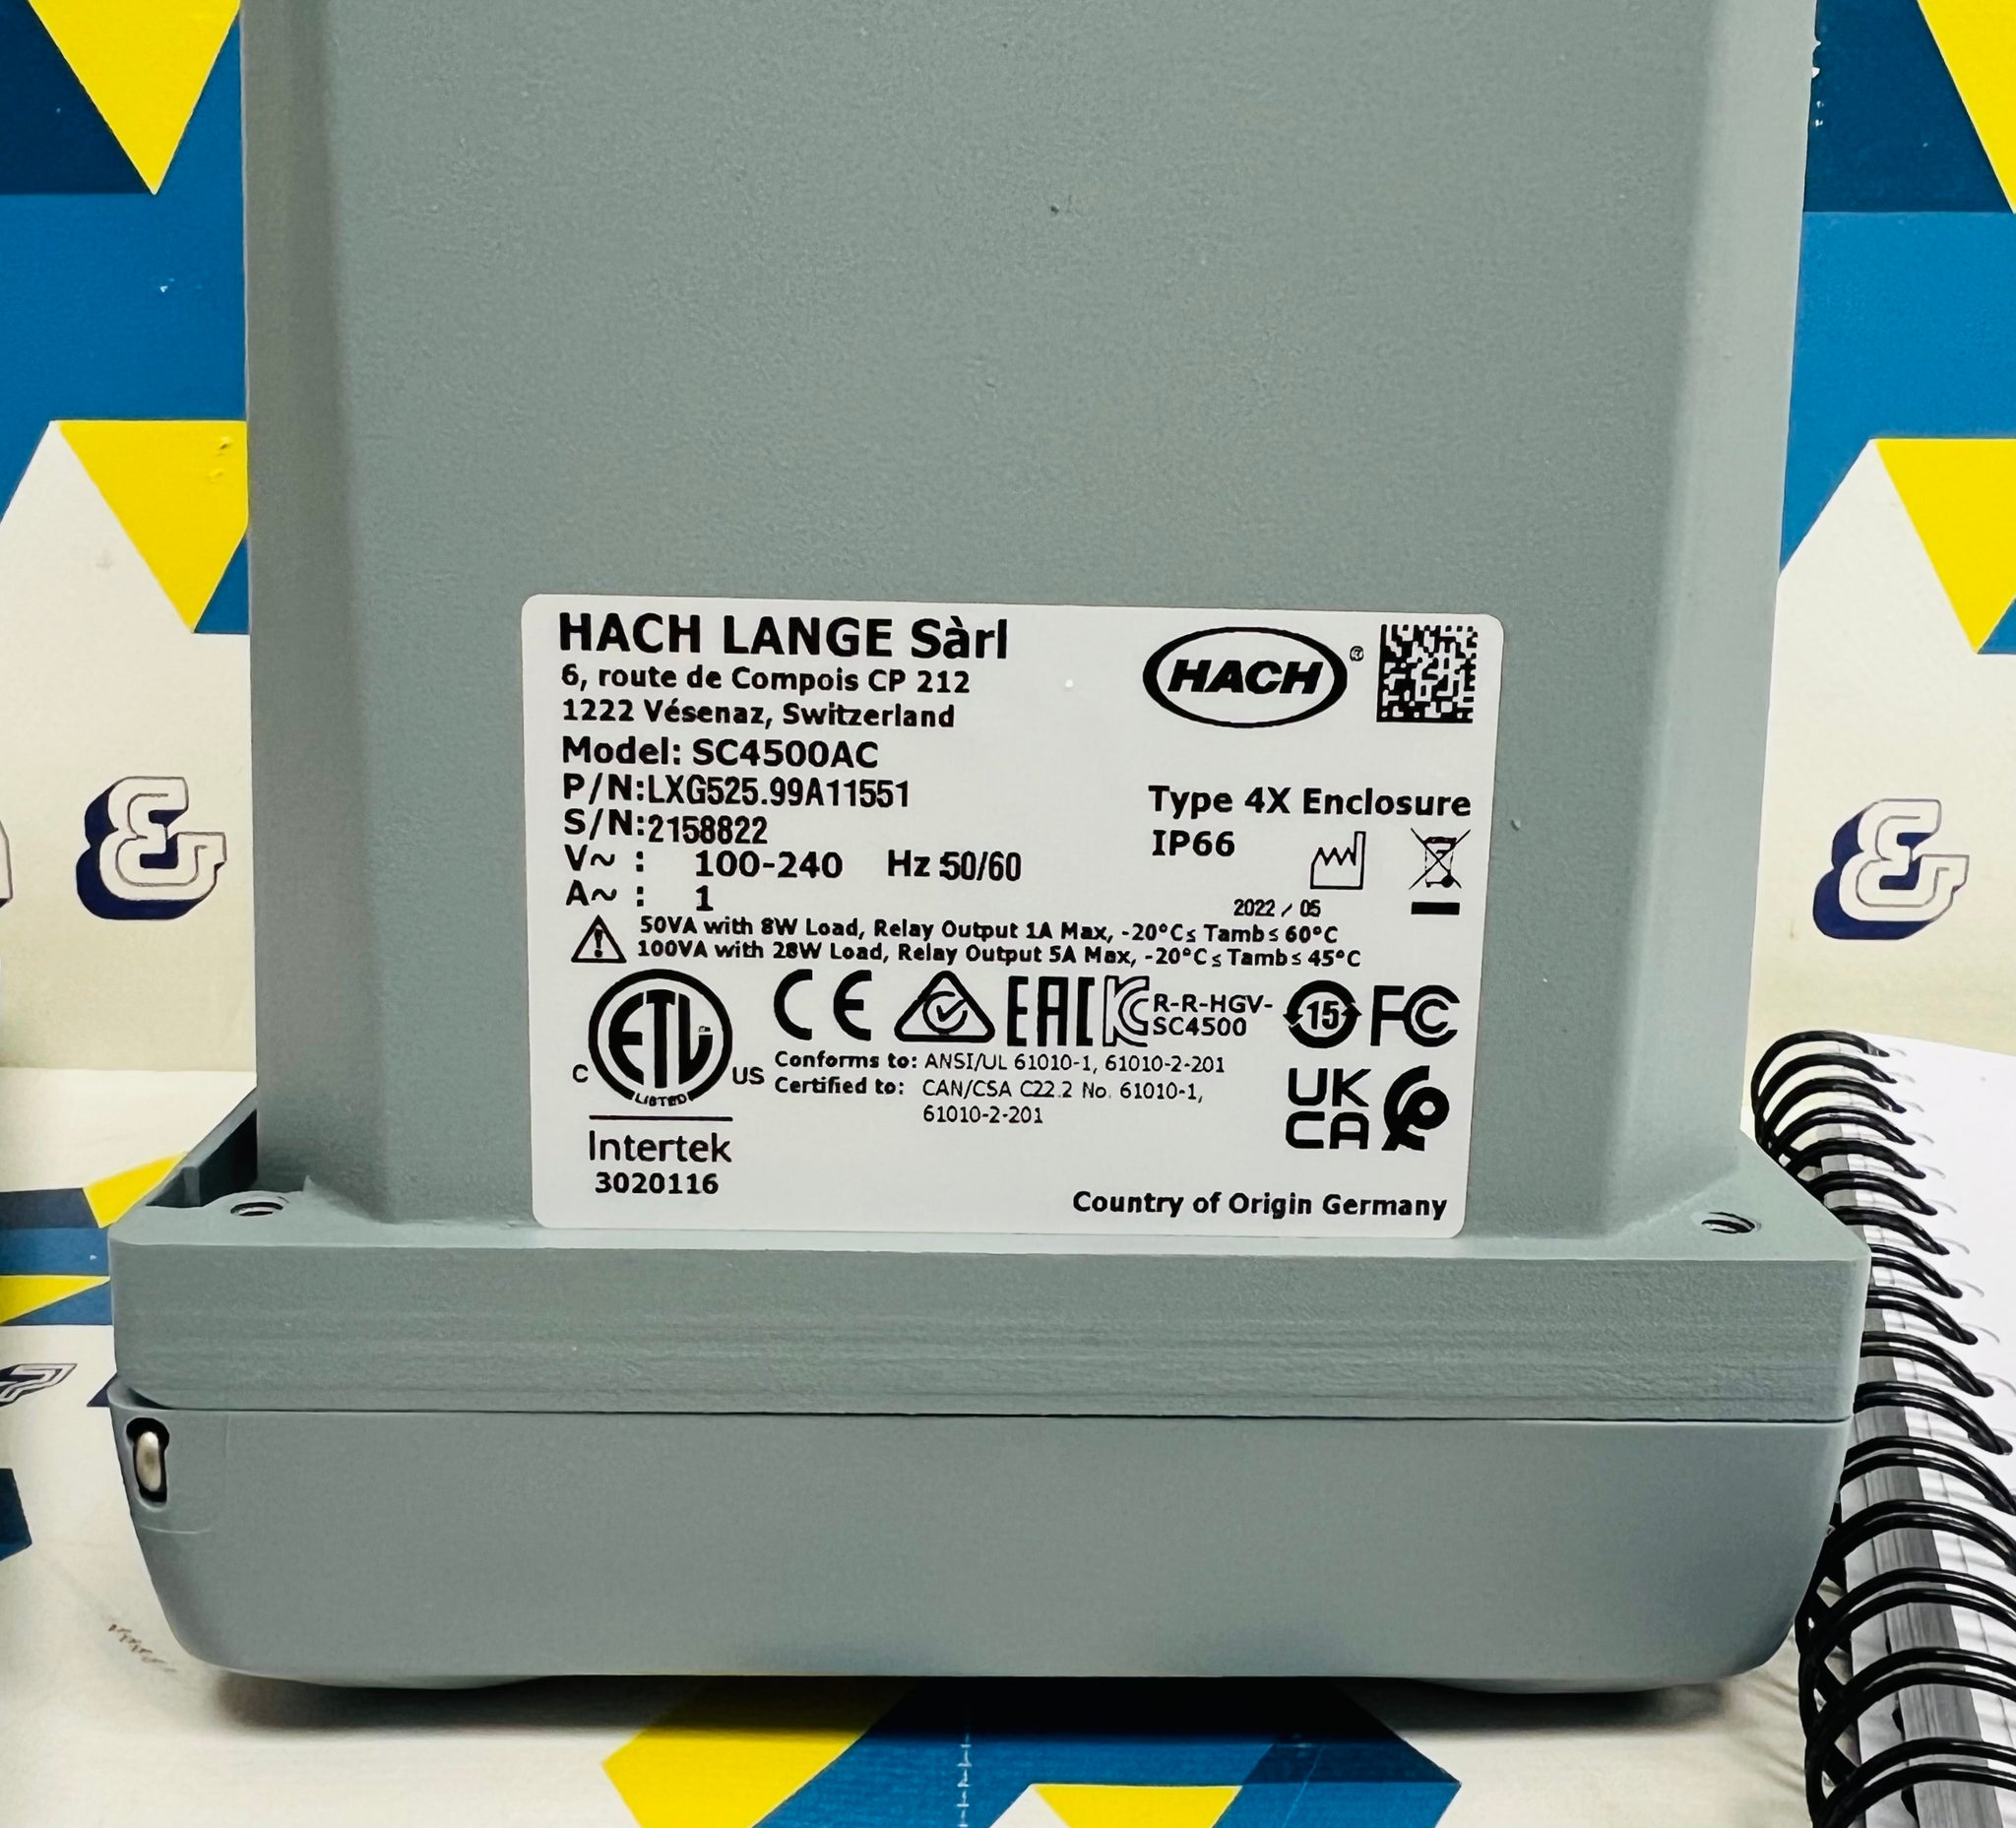 HACH LANGE Sàrl
6, route de Compois CP 212
1222 Vésenaz, Switzerland
HACH®
Model: SC4500AC
P/N:LXG525.99A11551
S/N:2158822
V~ : 100-240 Hz 50/60
A~ : 1
Type 4X Enclosure
IP66
2022 / 05
50VA with 8W Load, Relay Output 1A Max, -20°C≤ Tamb≤ 60°C
100VA with 28W Load, Relay Output 5A Max, -20°C≤ Tamb≤ 45°C
C ETL US
LISTED
CE
EAC
R-R-HGV-
SC4500
15
FC
Conforms to: ANSI/UL 61010-1, 61010-2-201
Certified to: CAN/CSA C22.2 No. 61010-1,
61010-2-201
UK
CA
Intertek
3020116
Country of Origin Germany
&
&